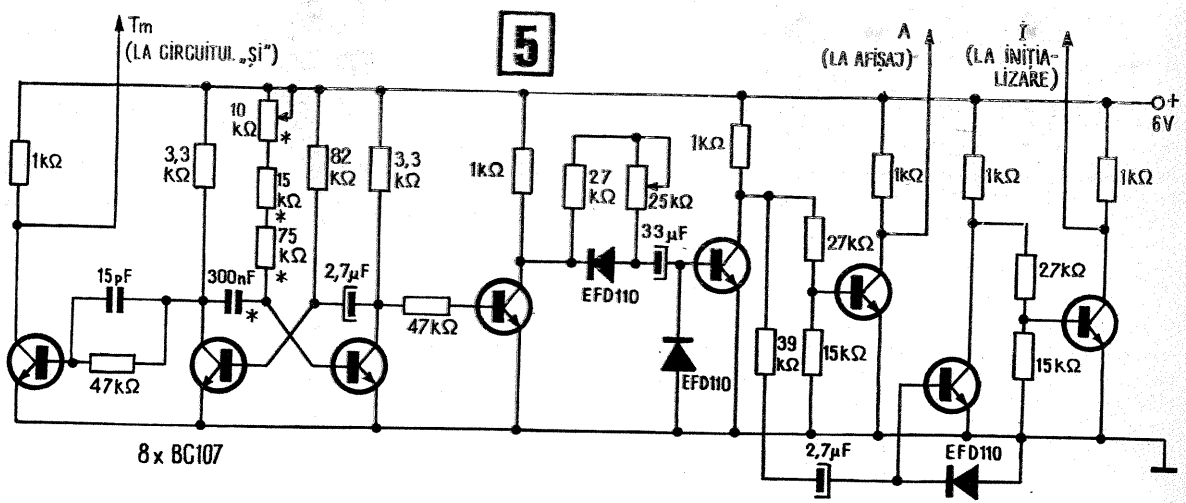 5
Tm
(LA CÎRCUITUL „ŞI")
A
(LA AFIŞAJ)
Î
(LA INIŢIA-
LIZARE)
+
6V
1kΩ
3,3
kΩ
10
kΩ
*
15
kΩ
*
75
kΩ
*
82
kΩ
3,3
kΩ
1kΩ
27
kΩ
25kΩ
1kΩ
1kΩ
1kΩ
1kΩ
15pF
47kΩ
300nF
*
2,7µF
47kΩ
EFD110
33µF
EFD110
27kΩ
39
kΩ
15kΩ
27kΩ
15kΩ
2,7µF
EFD110
8 x BC107